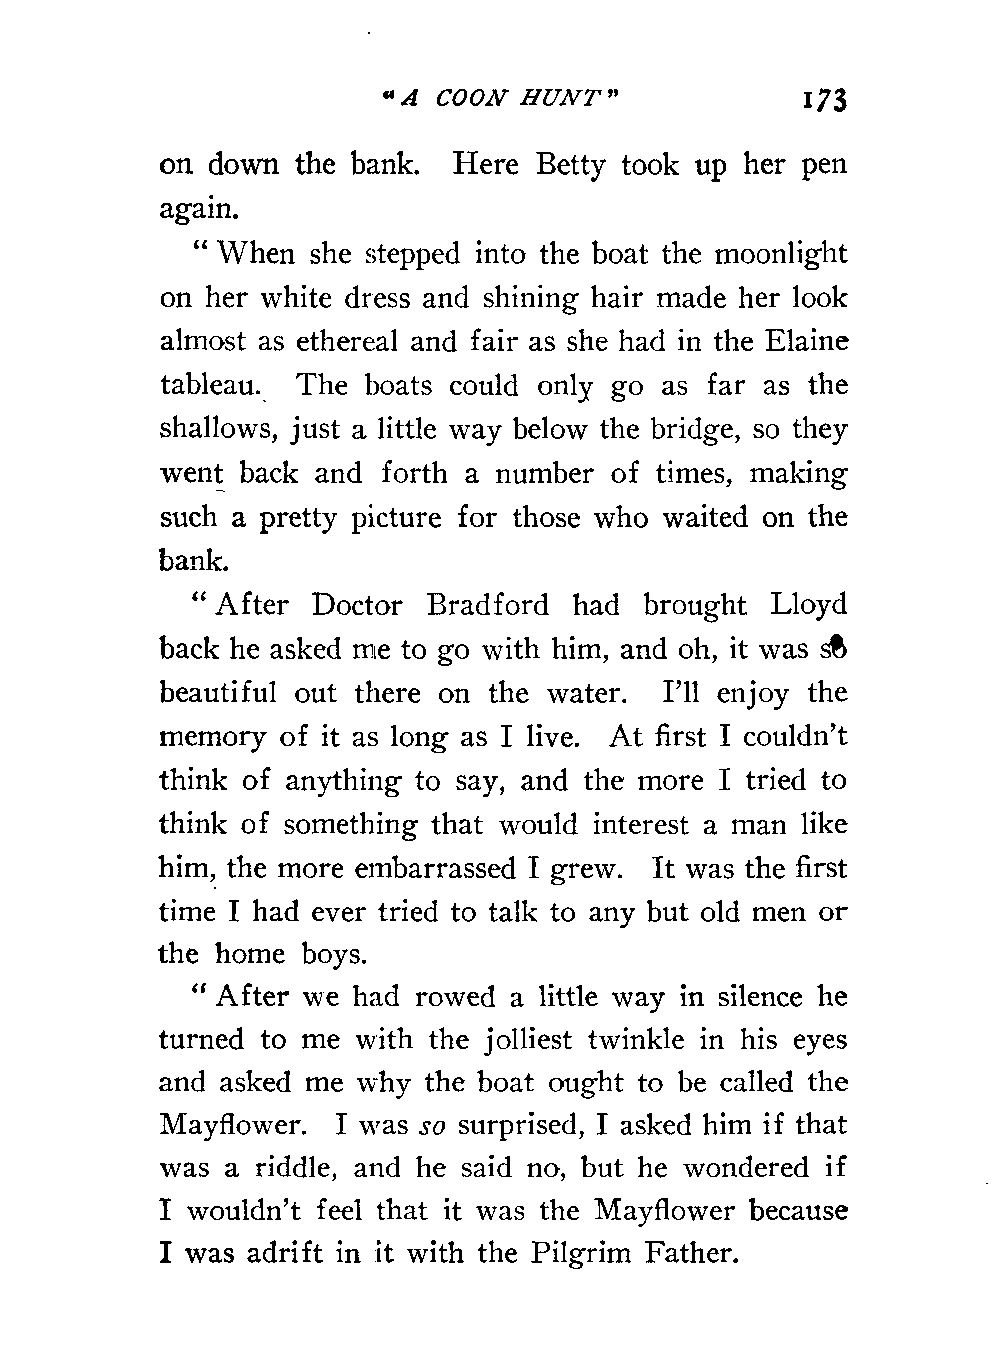 "A COON HUNT" 173
on down the bank. Here Betty took up her pen
again.
"When she stepped into the boat the moonlight
on her white dress and shining hair made her look
almost as ethereal and fair as she had in the Elaine
tableau. The boats could only go as far as the
shallows, just a little way below the bridge, so they
went back and forth a number of times, making
such a pretty picture for those who waited on the
bank.
"After Doctor Bradford had brought Lloyd
back he asked me to go with him, and oh, it was so
beautiful out there on the water. I'll enjoy the
memory of it as long as I live. At first I couldn't
think of anything to say, and the more I tried to
think of something that would interest a man like
him, the more embarrassed I grew. It was the first
time I had ever tried to talk to any but old men or
the home boys.
"After we had rowed a little way in silence he
turned to me with the jolliest twinkle in his eyes
and asked me why the boat ought to be called the
Mayflower. I was so surprised, I asked him if that
was a riddle, and he said no, but he wondered if
I wouldn't feel that it was the Mayflower because
I was adrift in it with the Pilgrim Father.